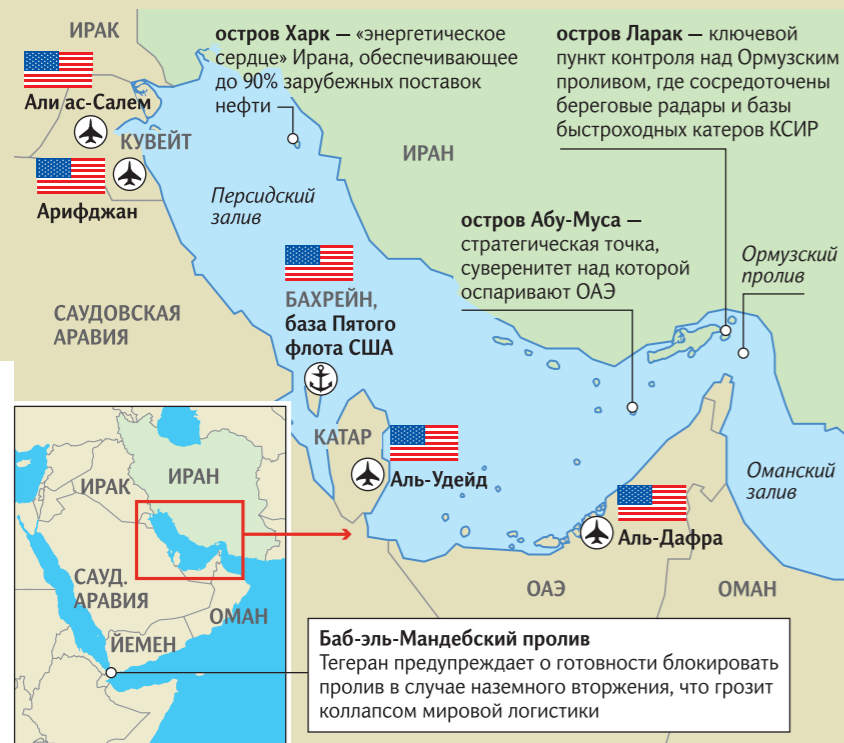 ИРАК
остров Харк — «энергетическое
сердце» Ирана, обеспечивающее
до 90% зарубежных поставок
нефти
остров Ларак — ключевой
пункт контроля над Ормузским
проливом, где сосредоточены
береговые радары и базы
быстроходных катеров КСИР
Али ас-Салем
КУВЕЙТ
Арифджан
ИРАН
Персидский
залив
остров Абу-Муса —
стратегическая точка,
суверенитет над которой
оспаривают ОАЭ
Ормузский
пролив
БАХРЕЙН,
база Пятого
флота США
САУДОВСКАЯ
АРАВИЯ
КАТАР
Аль-Удейд
Оманский
залив
Аль-Дафра
ОАЭ
ОМАН
ИРАК
ИРАН
САУД.
АРАВИЯ
ОМАН
ЙЕМЕН
Баб-эль-Мандебский пролив
Тегеран предупреждает о готовности блокировать
пролив в случае наземного вторжения, что грозит
коллапсом мировой логистики